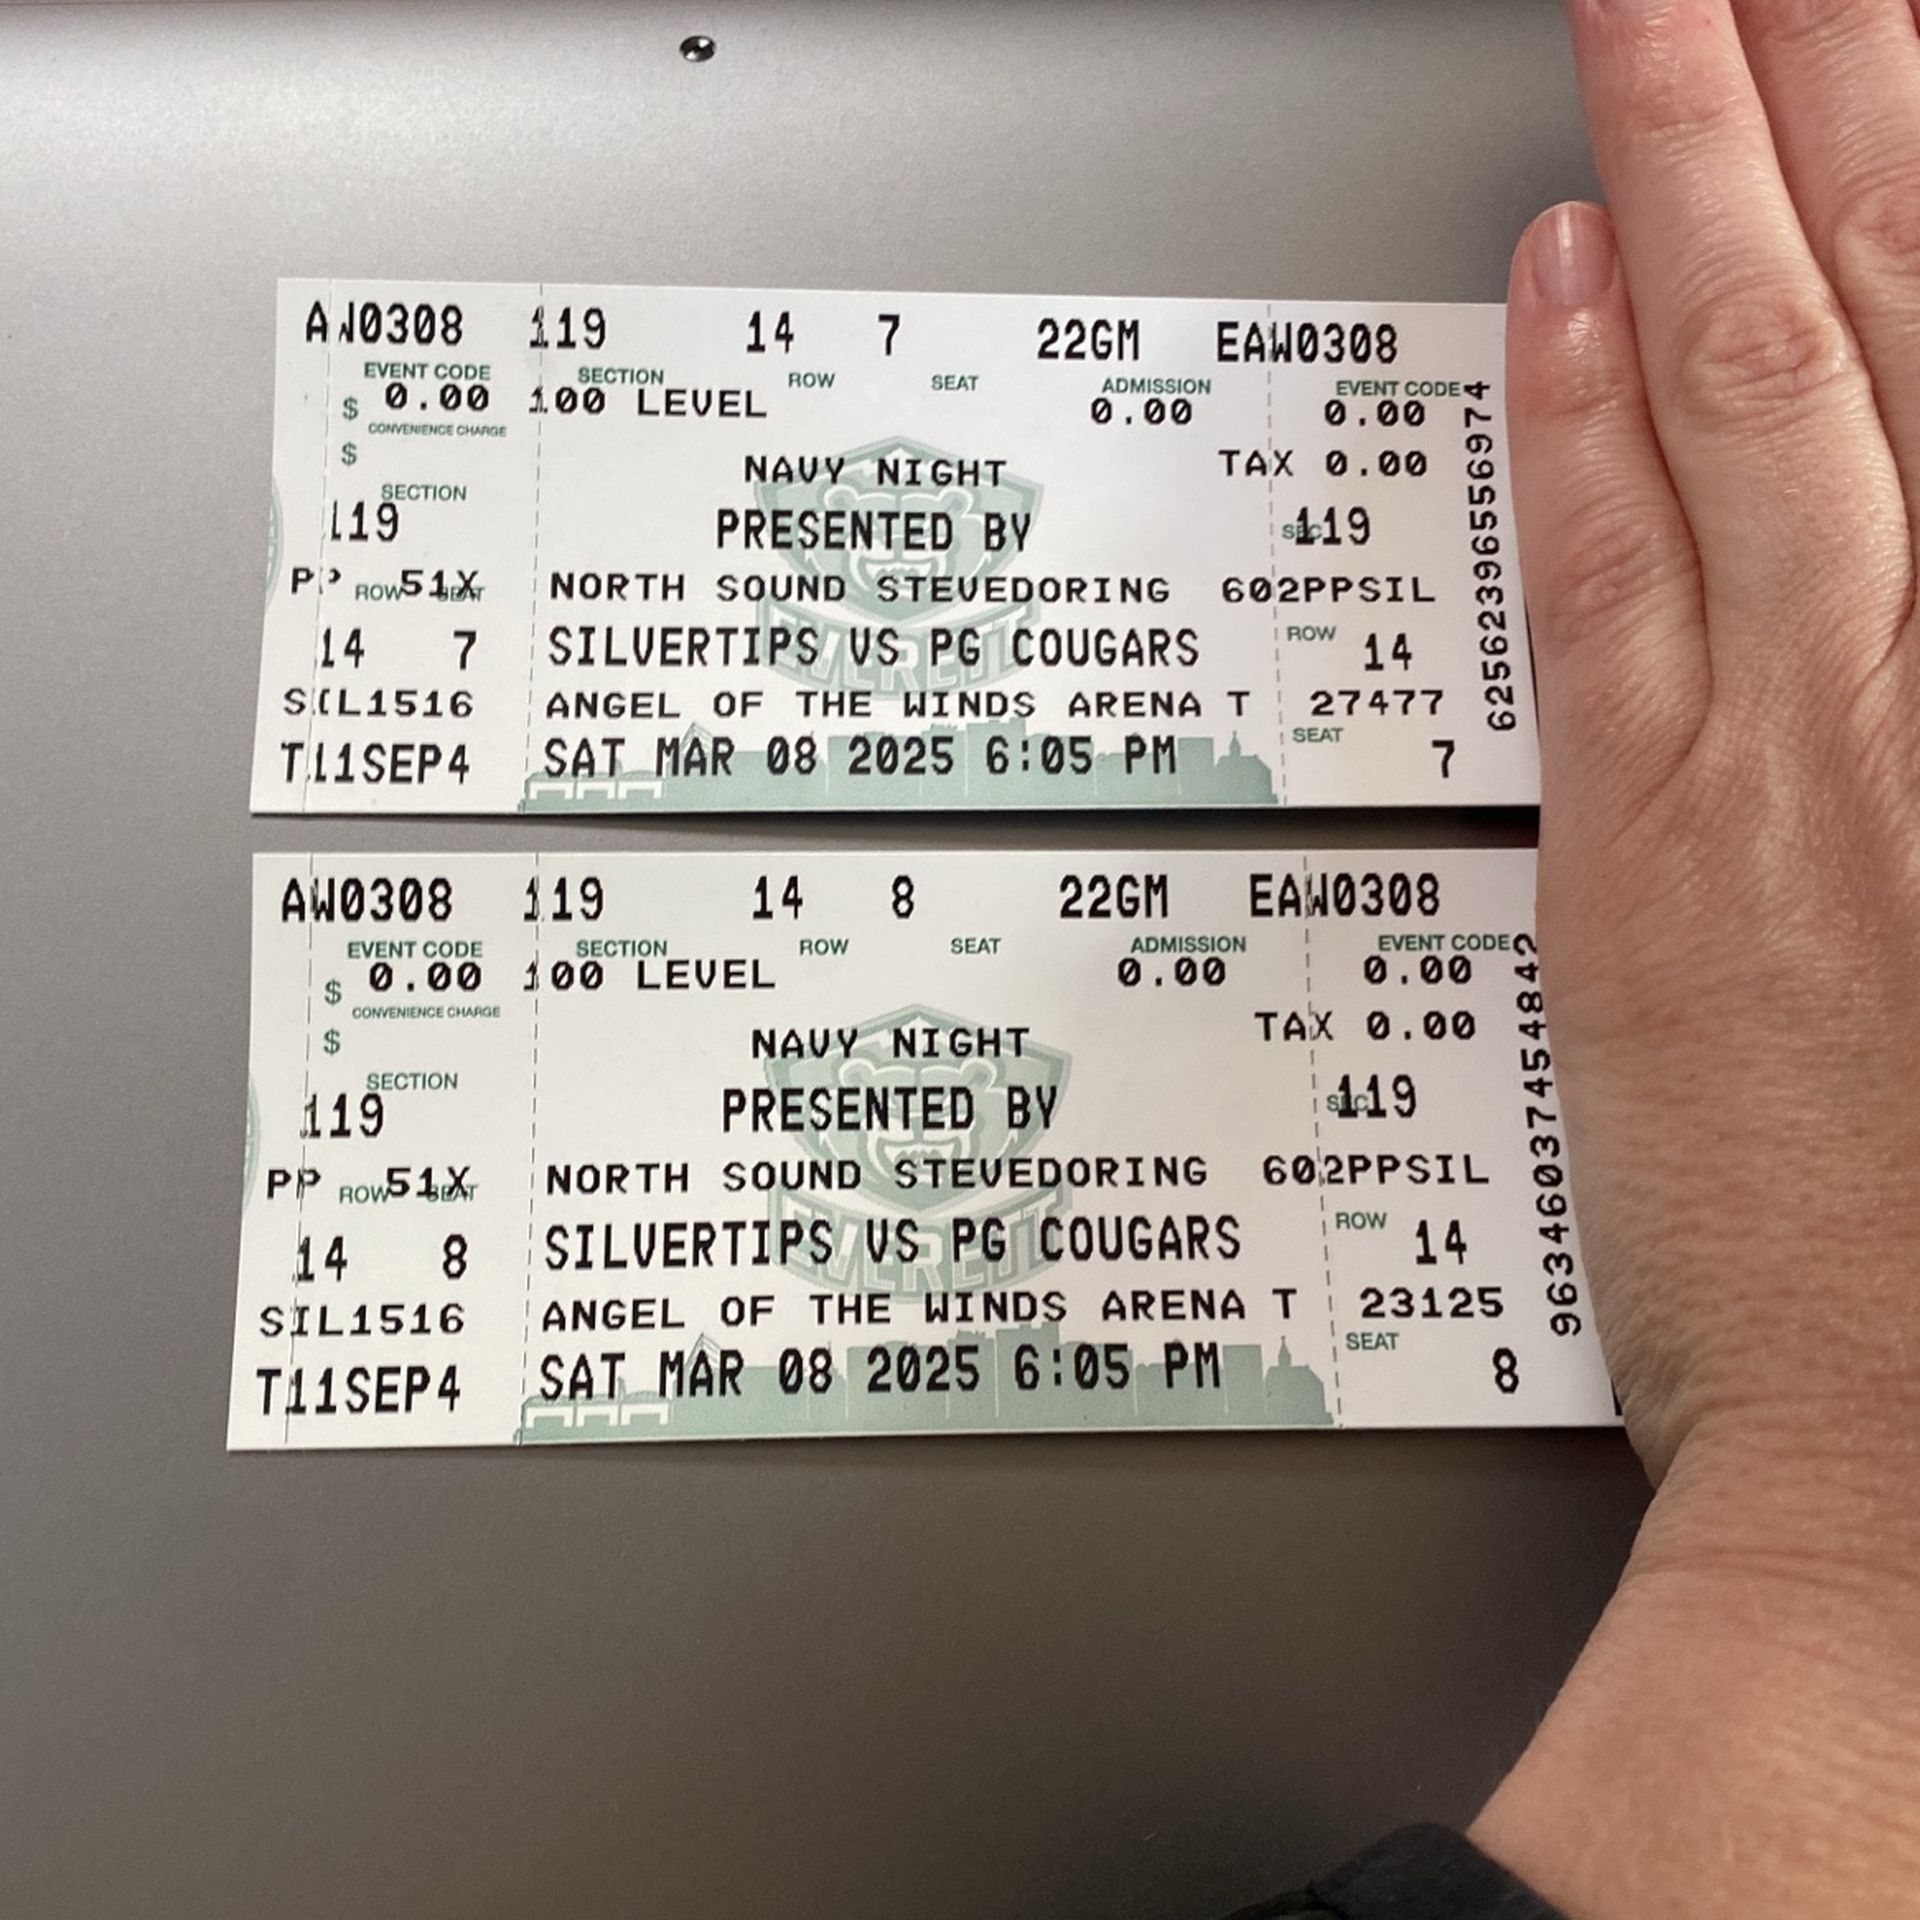 AW0308 119 14 7 22GM EAW0308
EVENT CODE SECTION ROW SEAT ADMISSION EVENT CODE
$ 0.00 100 LEVEL 0.00 0.00
CONVENIENCE CHARGE
$ NAVY NIGHT TAX 0.00
SECTION
119 PRESENTED BY SEC 119
PP ROW 51X SEAT NORTH SOUND STEVEDORING 602PPSIL
14 7 SILVERTIPS VS PG COUGARS ROW 14
EVERETT
SIL1516 ANGEL OF THE WINDS ARENA T 27477
T11SEP4 SAT MAR 08 2025 6:05 PM SEAT 7
62562396556974
AW0308 119 14 8 22GM EAW0308
EVENT CODE SECTION ROW SEAT ADMISSION EVENT CODE
$ 0.00 100 LEVEL 0.00 0.00
CONVENIENCE CHARGE
$ NAVY NIGHT TAX 0.00
SECTION
119 PRESENTED BY SEC 119
PP ROW 51X SEAT NORTH SOUND STEVEDORING 602PPSIL
14 8 SILVERTIPS VS PG COUGARS ROW 14
EVERETT
SIL1516 ANGEL OF THE WINDS ARENA T 23125
T11SEP4 SAT MAR 08 2025 6:05 PM SEAT 8
96346037454842